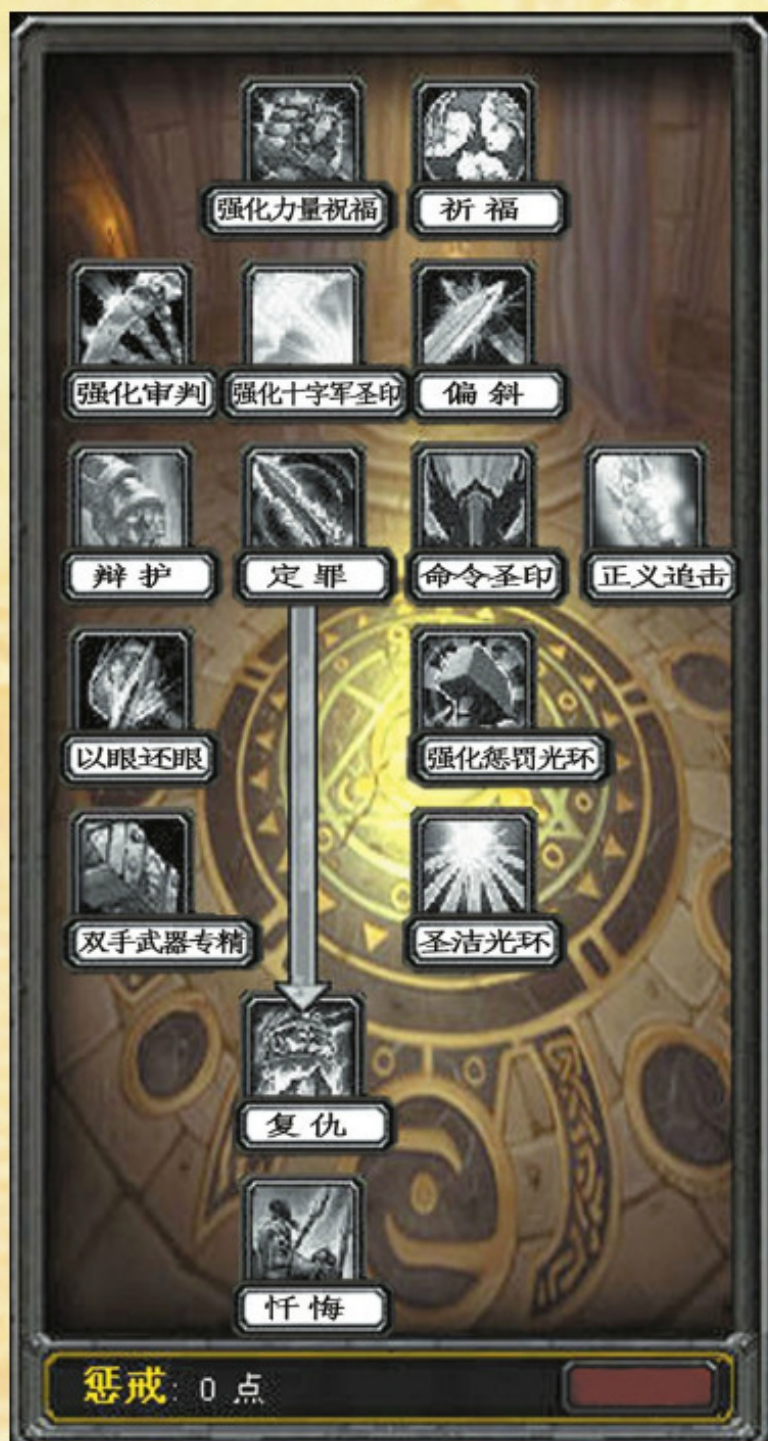 强化力量祝福
祈福
强化审判
强化十字军圣印
偏斜
辩护
定罪
命令圣印
正义追击
以眼还眼
强化惩罚光环
双手武器专精
圣洁光环
复仇
忏悔
惩戒: 0 点